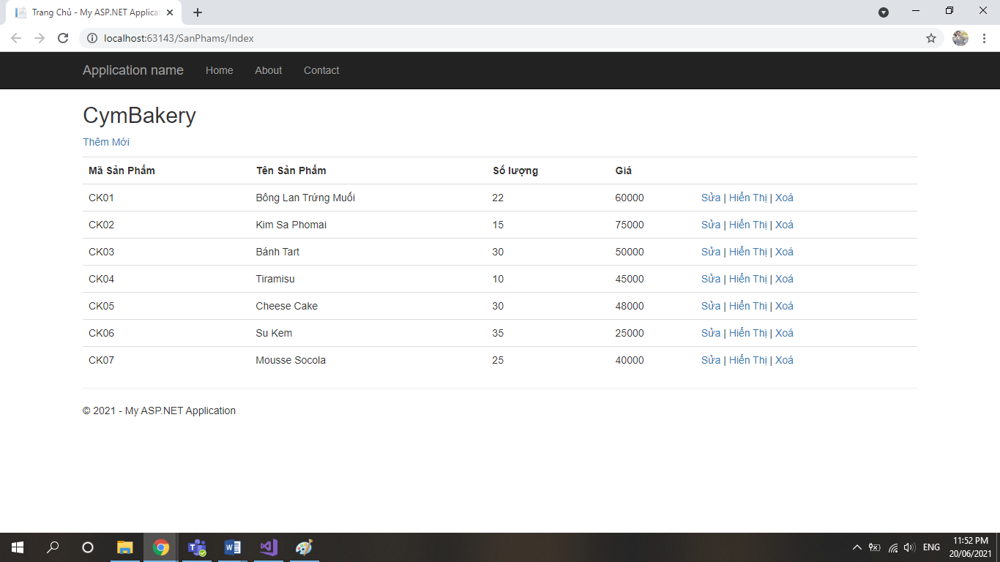 Trang Chủ - My ASP.NET Applicat
localhost:63143/SanPhams/Index
Application name Home About Contact
CymBakery
Thêm Mới
Mã Sản Phẩm Tên Sản Phẩm Số lượng Giá
CK01 Bông Lan Trứng Muối 22 60000 Sửa | Hiển Thị | Xoá
CK02 Kim Sa Phomai 15 75000 Sửa | Hiển Thị | Xoá
CK03 Bánh Tart 30 50000 Sửa | Hiển Thị | Xoá
CK04 Tiramisu 10 45000 Sửa | Hiển Thị | Xoá
CK05 Cheese Cake 30 48000 Sửa | Hiển Thị | Xoá
CK06 Su Kem 35 25000 Sửa | Hiển Thị | Xoá
CK07 Mousse Socola 25 40000 Sửa | Hiển Thị | Xoá
© 2021 - My ASP.NET Application
ENG 11:52 PM
20/06/2021